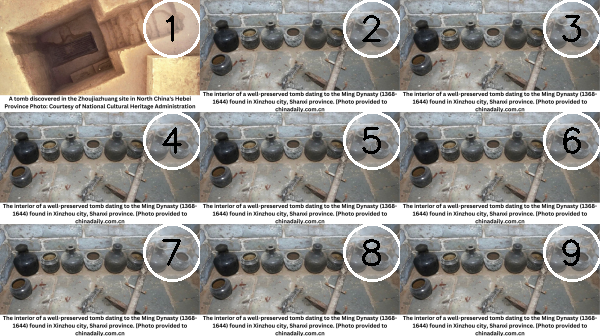 1
2
3
A tomb discovered in the Zhoujiazhuang site in North China's Hebei
Province Photo: Courtesy of National Cultural Heritage Administration
The interior of a well-preserved tomb dating to the Ming Dynasty (1368-
1644) found in Xinzhou city, Shanxi province. [Photo provided to
chinadaily.com.cn
The interior of a well-preserved tomb dating to the Ming Dynasty (1368-
1644) found in Xinzhou city, Shanxi province. [Photo provided to
chinadaily.com.cn
4
5
6
The interior of a well-preserved tomb dating to the Ming Dynasty (1368-
1644) found in Xinzhou city, Shanxi province. [Photo provided to
chinadaily.com.cn
The interior of a well-preserved tomb dating to the Ming Dynasty (1368-
1644) found in Xinzhou city, Shanxi province. [Photo provided to
chinadaily.com.cn
The interior of a well-preserved tomb dating to the Ming Dynasty (1368-
1644) found in Xinzhou city, Shanxi province. [Photo provided to
chinadaily.com.cn
7
8
9
The interior of a well-preserved tomb dating to the Ming Dynasty (1368-
1644) found in Xinzhou city, Shanxi province. [Photo provided to
chinadaily.com.cn
The interior of a well-preserved tomb dating to the Ming Dynasty (1368-
1644) found in Xinzhou city, Shanxi province. [Photo provided to
chinadaily.com.cn
The interior of a well-preserved tomb dating to the Ming Dynasty (1368-
1644) found in Xinzhou city, Shanxi province. [Photo provided to
chinadaily.com.cn